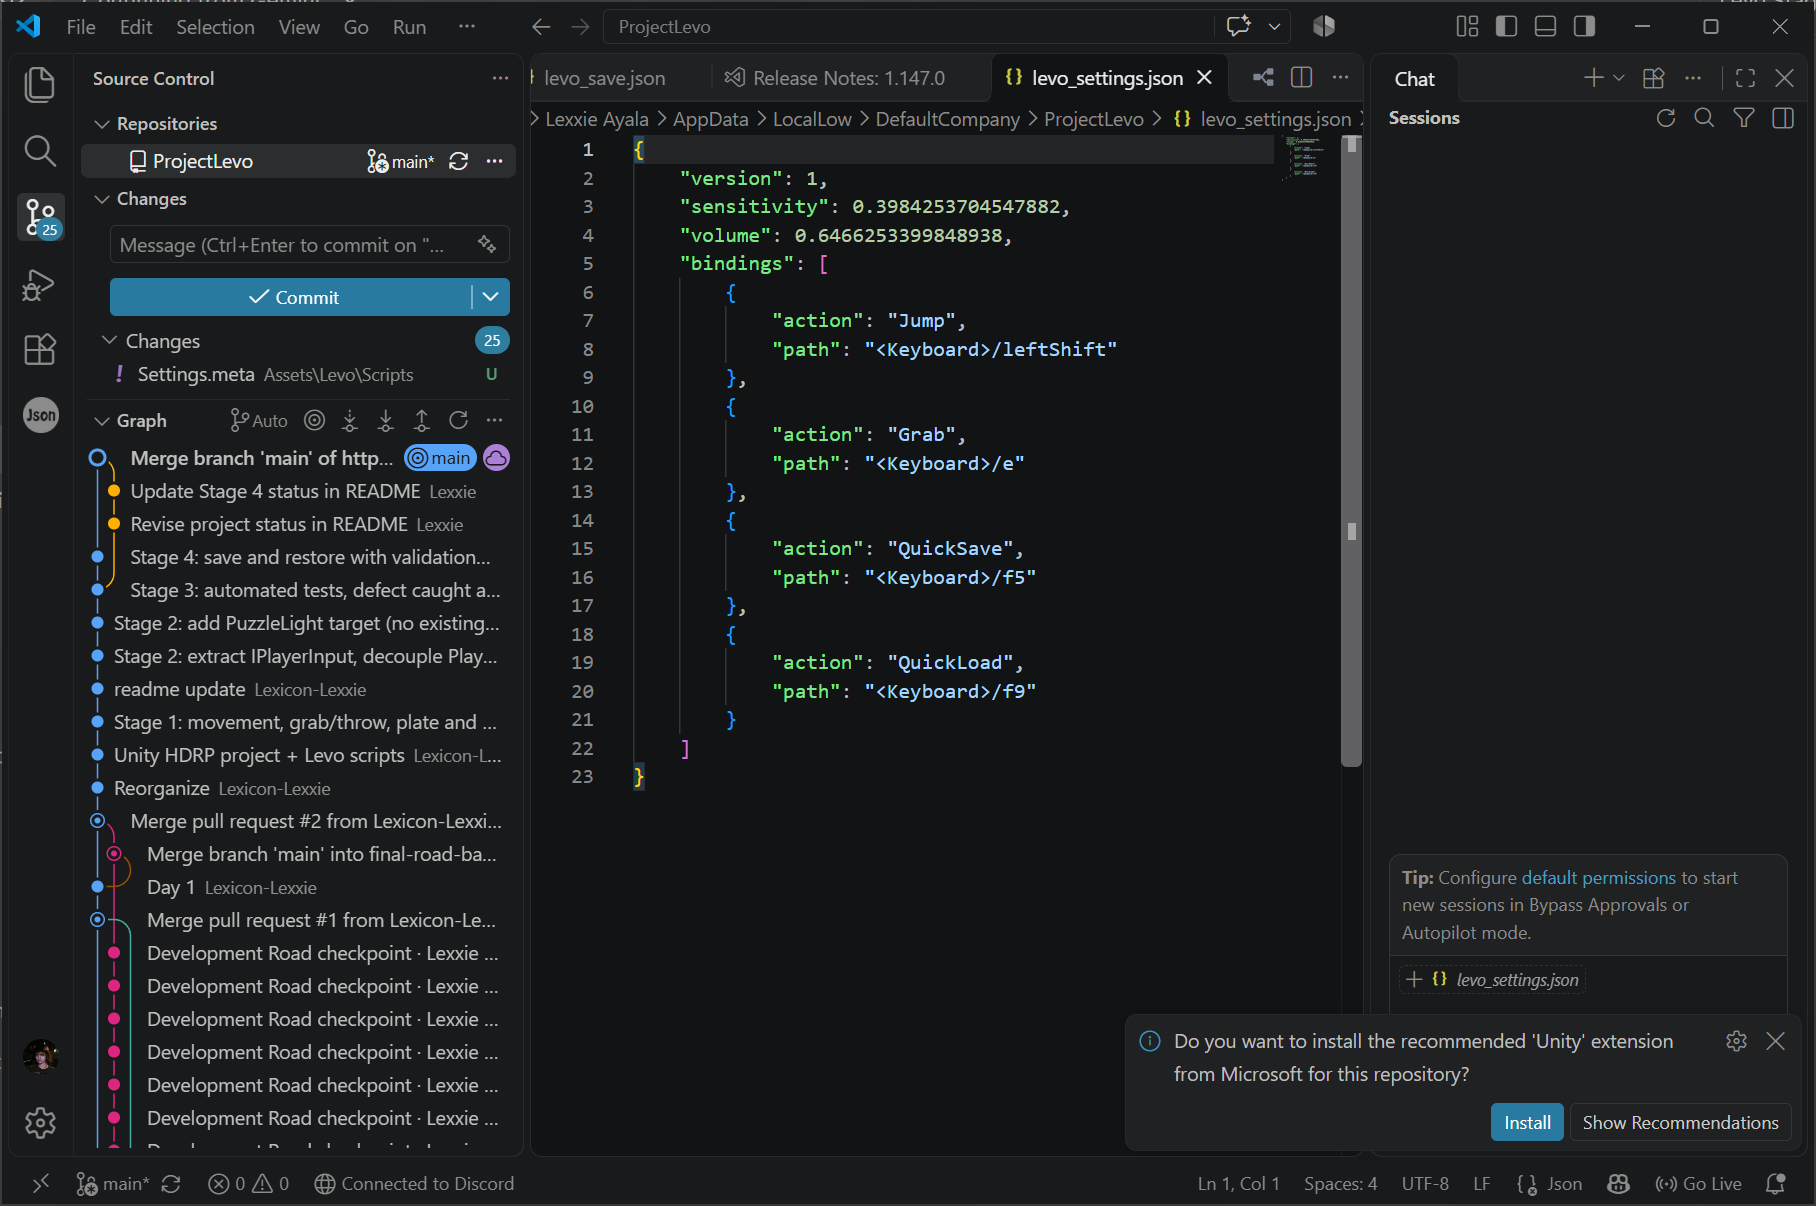 File Edit Selection View Go Run ···
ProjectLevo
Source Control
Repositories
ProjectLevo main*
Changes
Message (Ctrl+Enter to commit on "...
Commit
Changes 25
Settings.meta Assets\Levo\Scripts U
Graph Auto
Merge branch 'main' of http... main
Update Stage 4 status in README Lexxie
Revise project status in README Lexxie
Stage 4: save and restore with validation...
Stage 3: automated tests, defect caught a...
Stage 2: add PuzzleLight target (no existing...
Stage 2: extract IPlayerInput, decouple Play...
readme update Lexicon-Lexxie
Stage 1: movement, grab/throw, plate and ...
Unity HDRP project + Levo scripts Lexicon-L...
Reorganize Lexicon-Lexxie
Merge pull request #2 from Lexicon-Lexxi...
Merge branch 'main' into final-road-ba...
Day 1 Lexicon-Lexxie
Merge pull request #1 from Lexicon-Le...
Development Road checkpoint · Lexxie ...
Development Road checkpoint · Lexxie ...
Development Road checkpoint · Lexxie ...
Development Road checkpoint · Lexxie ...
Development Road checkpoint · Lexxie ...
Development Road checkpoint · Lexxie ...
25
Json
levo_save.json Release Notes: 1.147.0 {} levo_settings.json
> Lexxie Ayala > AppData > LocalLow > DefaultCompany > ProjectLevo > {} levo_settings.json
1 {
2 "version": 1,
3 "sensitivity": 0.3984253704547882,
4 "volume": 0.6466253399848938,
5 "bindings": [
6 {
7 "action": "Jump",
8 "path": "<Keyboard>/leftShift"
9 },
10 {
11 "action": "Grab",
12 "path": "<Keyboard>/e"
13 },
14 {
15 "action": "QuickSave",
16 "path": "<Keyboard>/f5"
17 },
18 {
19 "action": "QuickLoad",
20 "path": "<Keyboard>/f9"
21 }
22 ]
23 }
Chat
Sessions
Tip: Configure default permissions to start
new sessions in Bypass Approvals or
Autopilot mode.
{} levo_settings.json
Do you want to install the recommended 'Unity' extension
from Microsoft for this repository?
Install Show Recommendations
main* 0 0 Connected to Discord Ln 1, Col 1 Spaces: 4 UTF-8 LF Json Go Live